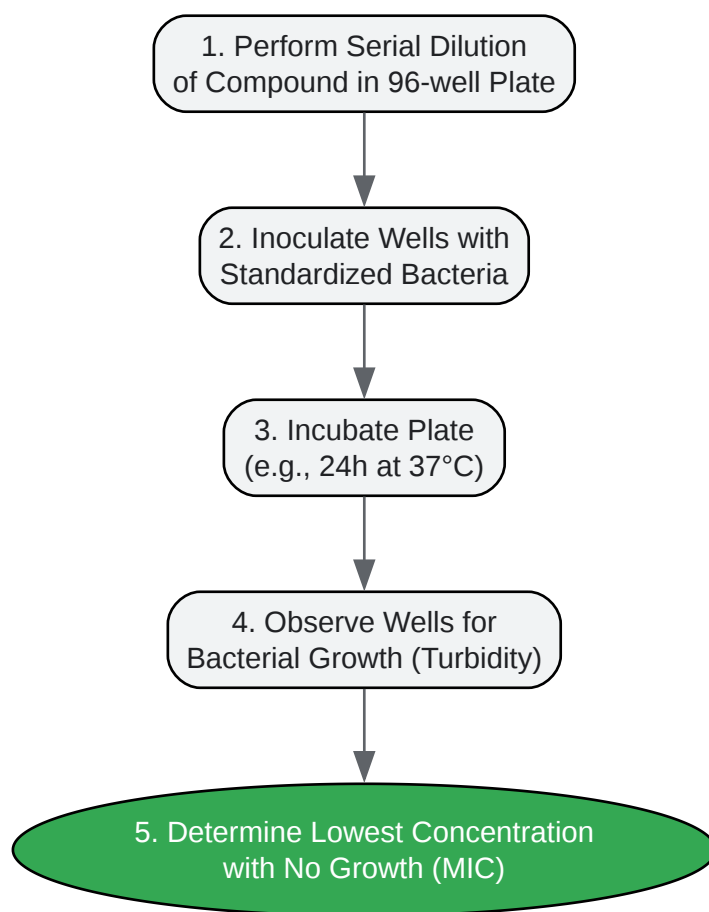 1. Perform Serial Dilution
of Compound in 96-well Plate
2. Inoculate Wells with
Standardized Bacteria
3. Incubate Plate
(e.g., 24h at 37°C)
4. Observe Wells for
Bacterial Growth (Turbidity)
5. Determine Lowest Concentration
with No Growth (MIC)